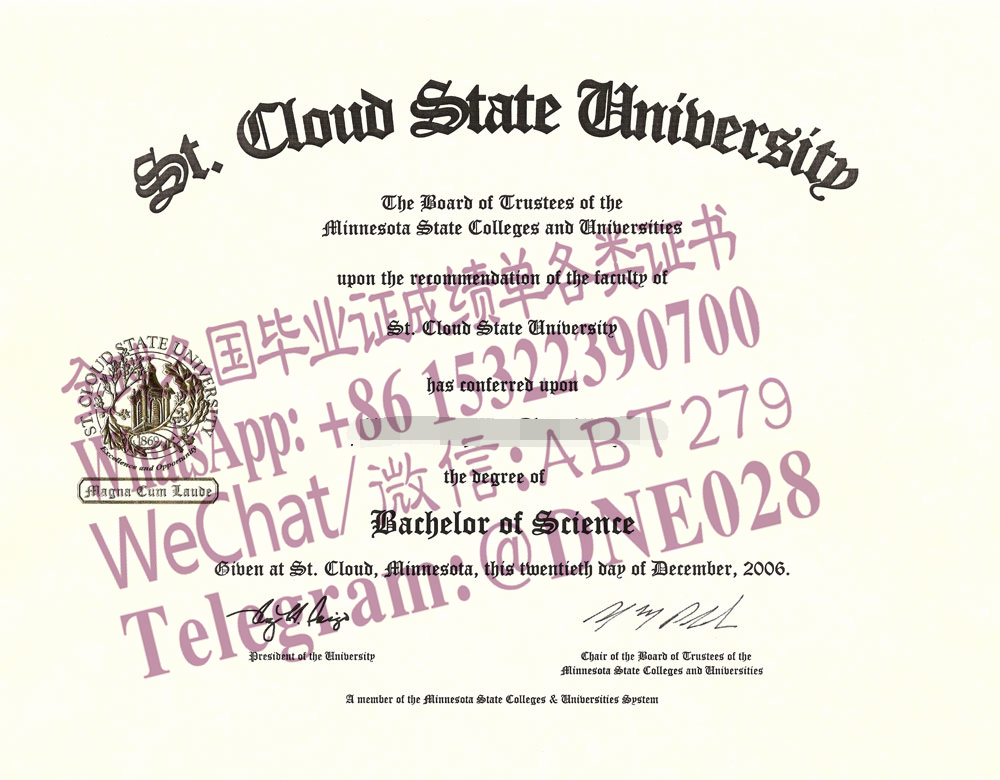 St. Cloud State University
The Board of Trustees of the
Minnesota State Colleges and Universities
upon the recommendation of the faculty of
St. Cloud State University
has conferred upon
the degree of
Bachelor of Science
Given at St. Cloud, Minnesota, this twentieth day of December, 2006.
ST. CLOUD STATE UNIVERSITY
1869
Excellence and Opportunity
Magna Cum Laude
President of the University
Chair of the Board of Trustees of the
Minnesota State Colleges and Universities
A member of the Minnesota State Colleges & Universities System
国毕业证成绩单各类证书
WhatsApp: +86 15322390700
WeChat/微信:ABT279
Telegram:@DNE028